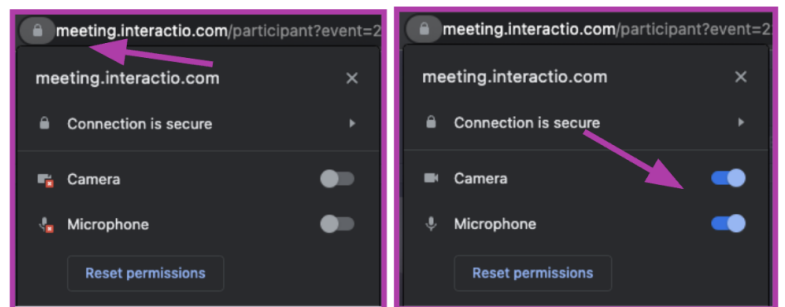 meeting.interactio.com/participant?event=2
meeting.interactio.com
Connection is secure
Camera
Microphone
Reset permissions
meeting.interactio.com/participant?event=2
meeting.interactio.com
Connection is secure
Camera
Microphone
Reset permissions